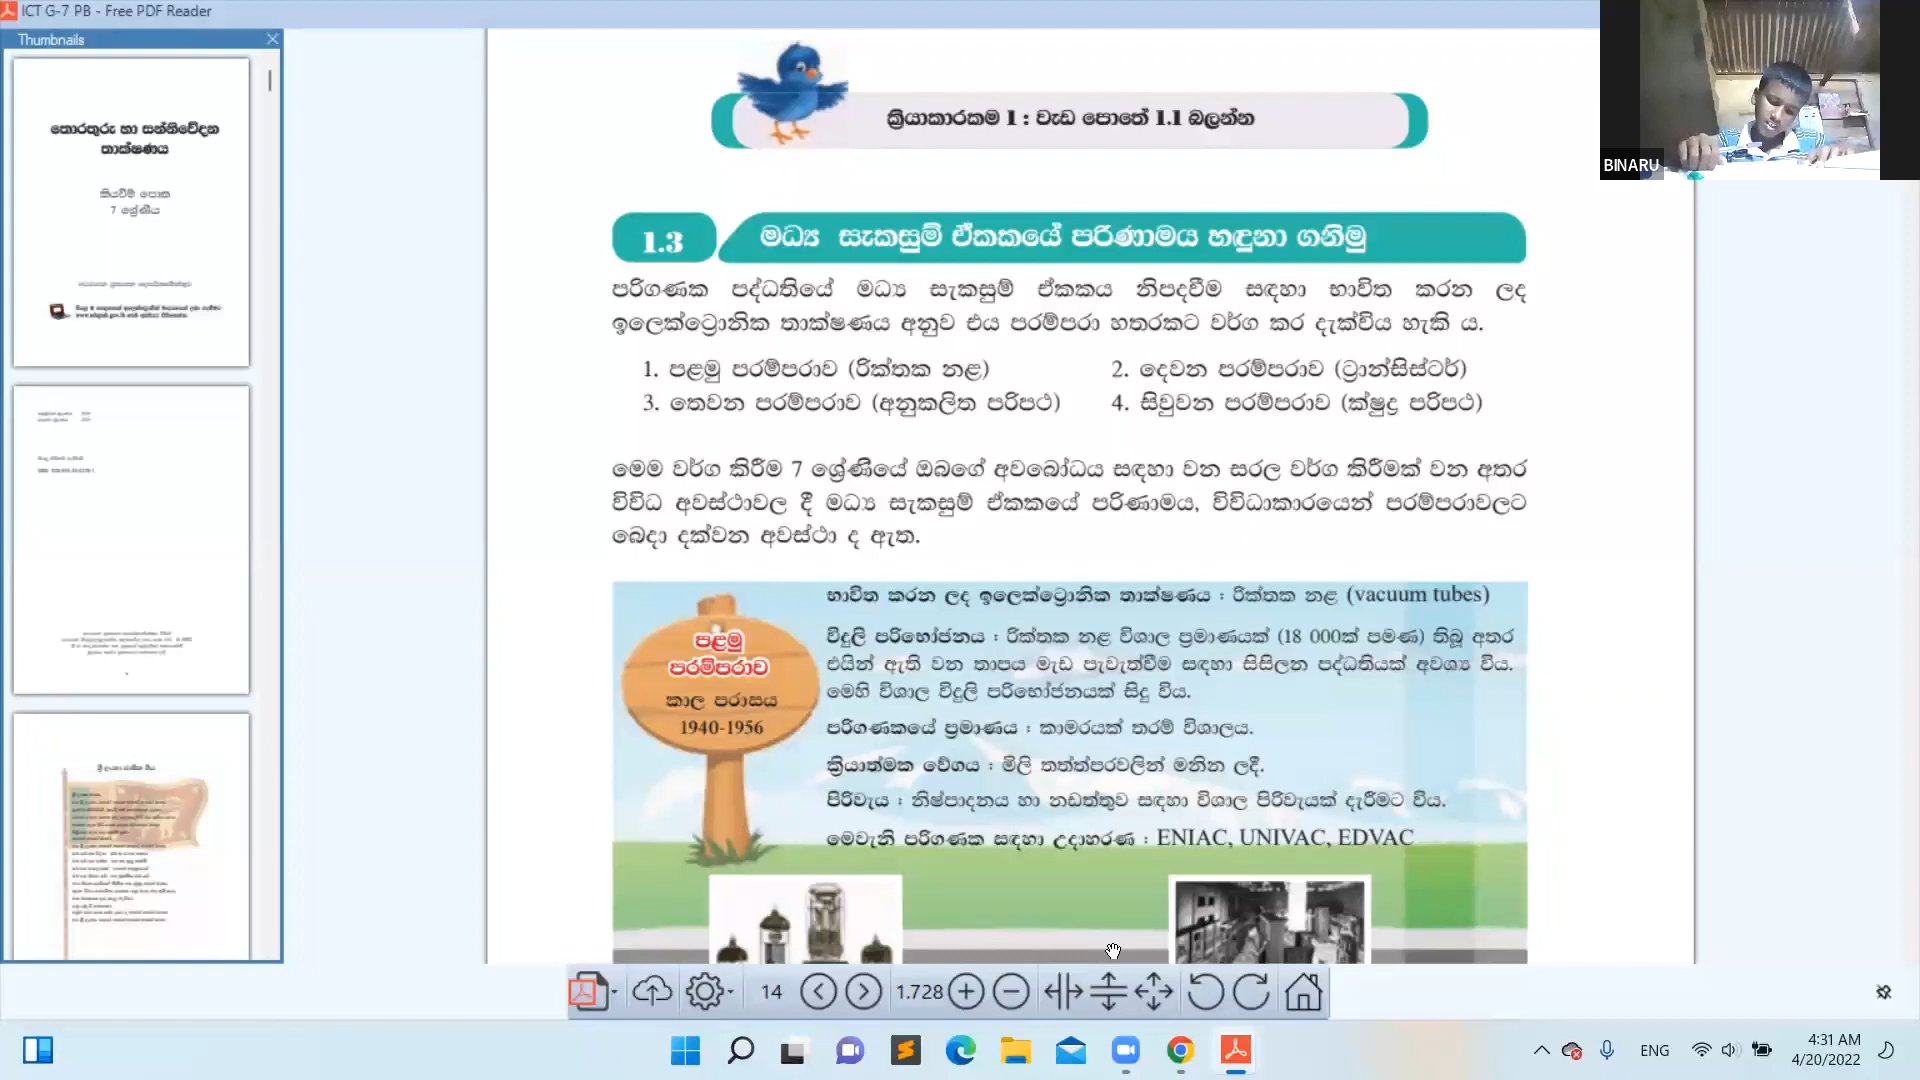 ICT G-7 PB - Free PDF Reader
Thumbnails
තොරතුරු හා සන්නිවේදන
තාක්ෂණය
කියවීම් පොත
7 ශ්‍රේණිය
ශ්‍රී ලංකා ජාතික ගීය
ක්‍රියාකාරකම 1 : වැඩ පොතේ 1.1 බලන්න
BINARU
1.3 මධ්‍ය සැකසුම් ඒකකයේ පරිණාමය හඳුනා ගනිමු
පරිගණක පද්ධතියේ මධ්‍ය සැකසුම් ඒකකය නිපදවීම සඳහා භාවිත කරන ලද
ඉලෙක්ට්‍රොනික තාක්ෂණය අනුව එය පරම්පරා හතරකට වර්ග කර දැක්විය හැකි ය.
1. පළමු පරම්පරාව (රික්තක නළ) 2. දෙවන පරම්පරාව (ට්‍රාන්සිස්ටර්)
3. තෙවන පරම්පරාව (අනුකලිත පරිපථ) 4. සිවුවන පරම්පරාව (ක්ෂුද්‍ර පරිපථ)
මෙම වර්ග කිරීම 7 ශ්‍රේණියේ ඔබගේ අවබෝධය සඳහා වන සරල වර්ග කිරීමක් වන අතර
විවිධ අවස්ථාවල දී මධ්‍ය සැකසුම් ඒකකයේ පරිණාමය, විවිධාකාරයෙන් පරම්පරාවලට
බෙදා දක්වන අවස්ථා ද ඇත.
පළමු
පරම්පරාව
කාල පරාසය
1940-1956
භාවිත කරන ලද ඉලෙක්ට්‍රොනික තාක්ෂණය : රික්තක නළ (vacuum tubes)
විදුලි පරිභෝජනය : රික්තක නළ විශාල ප්‍රමාණයක් (18 000ක් පමණ) තිබූ අතර
එයින් ඇති වන තාපය මැඩ පැවැත්වීම සඳහා සිසිලන පද්ධතියක් අවශ්‍ය විය.
මෙහි විශාල විදුලි පරිභෝජනයක් සිදු විය.
පරිගණකයේ ප්‍රමාණය : කාමරයක් තරම් විශාලය.
ක්‍රියාත්මක වේගය : මිලි තත්ත්පරවලින් මනින ලදී.
පිරිවැය : නිෂ්පාදනය හා නඩත්තුව සඳහා විශාල පිරිවැයක් දැරීමට විය.
මෙවැනි පරිගණක සඳහා උදාහරණ : ENIAC, UNIVAC, EDVAC
14 1.728
ENG
4:31 AM
4/20/2022